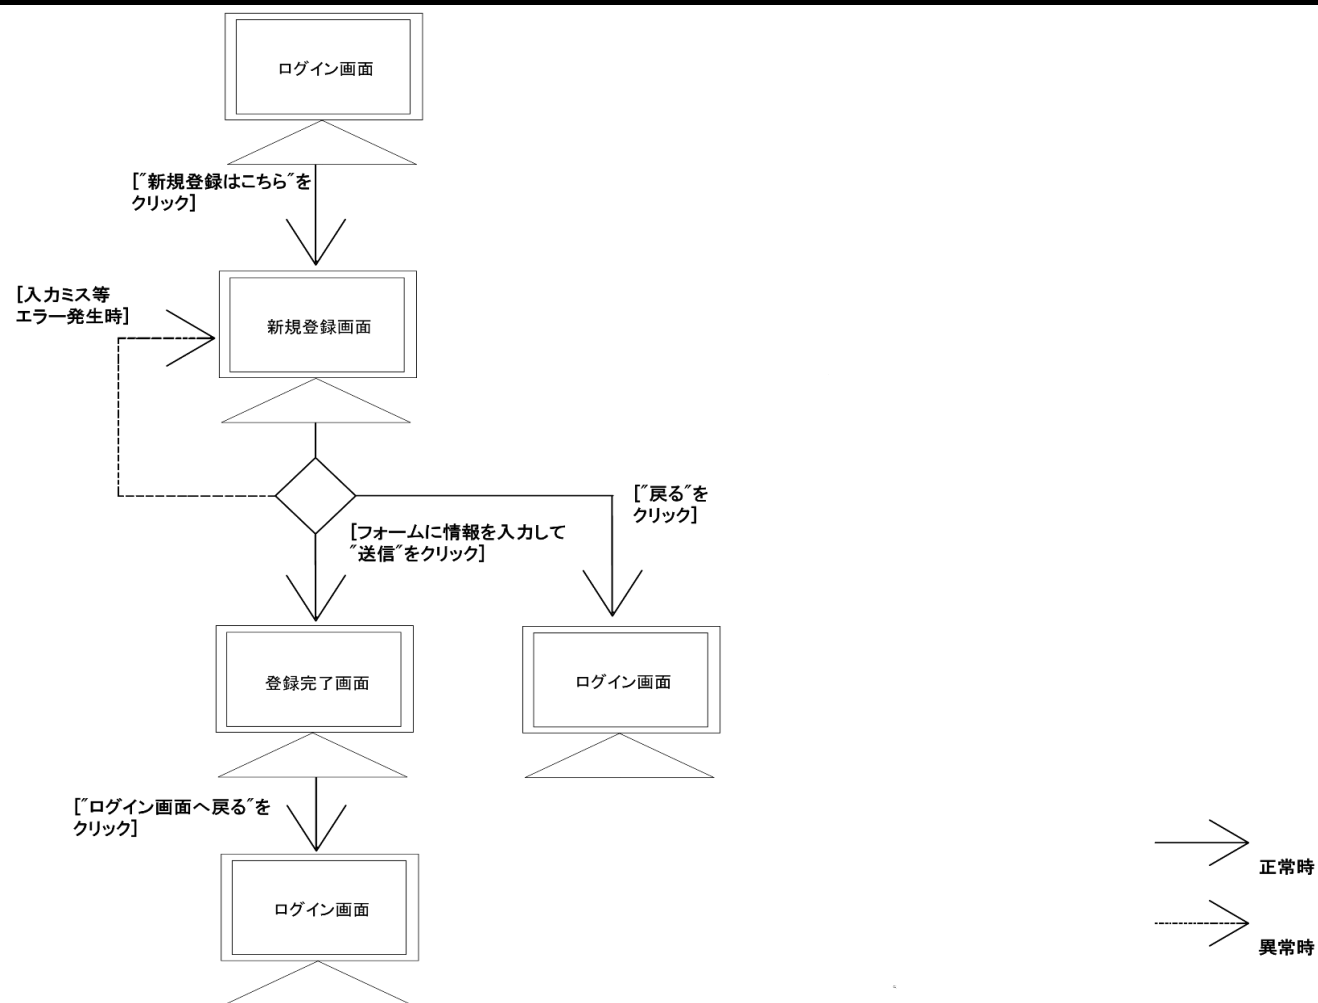 ログイン画面
["新規登録はこちら"を
クリック]
[入力ミス等
エラー発生時]
新規登録画面
["戻る"を
クリック]
[フォームに情報を入力して
"送信"をクリック]
登録完了画面
ログイン画面
["ログイン画面へ戻る"を
クリック]
ログイン画面
正常時
異常時